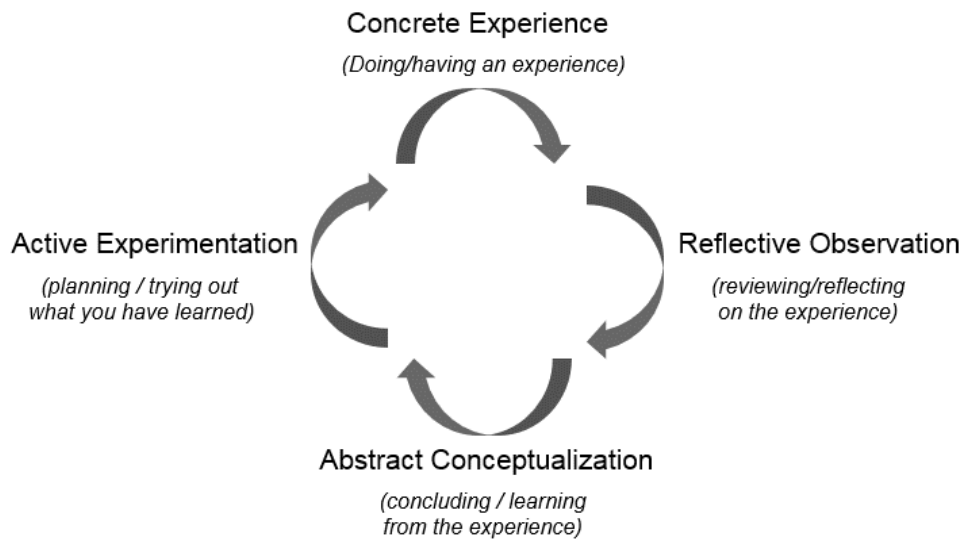 Concrete Experience
(Doing/having an experience)
Active Experimentation
(planning / trying out
what you have learned)
Reflective Observation
(reviewing/reflecting
on the experience)
Abstract Conceptualization
(concluding / learning
from the experience)